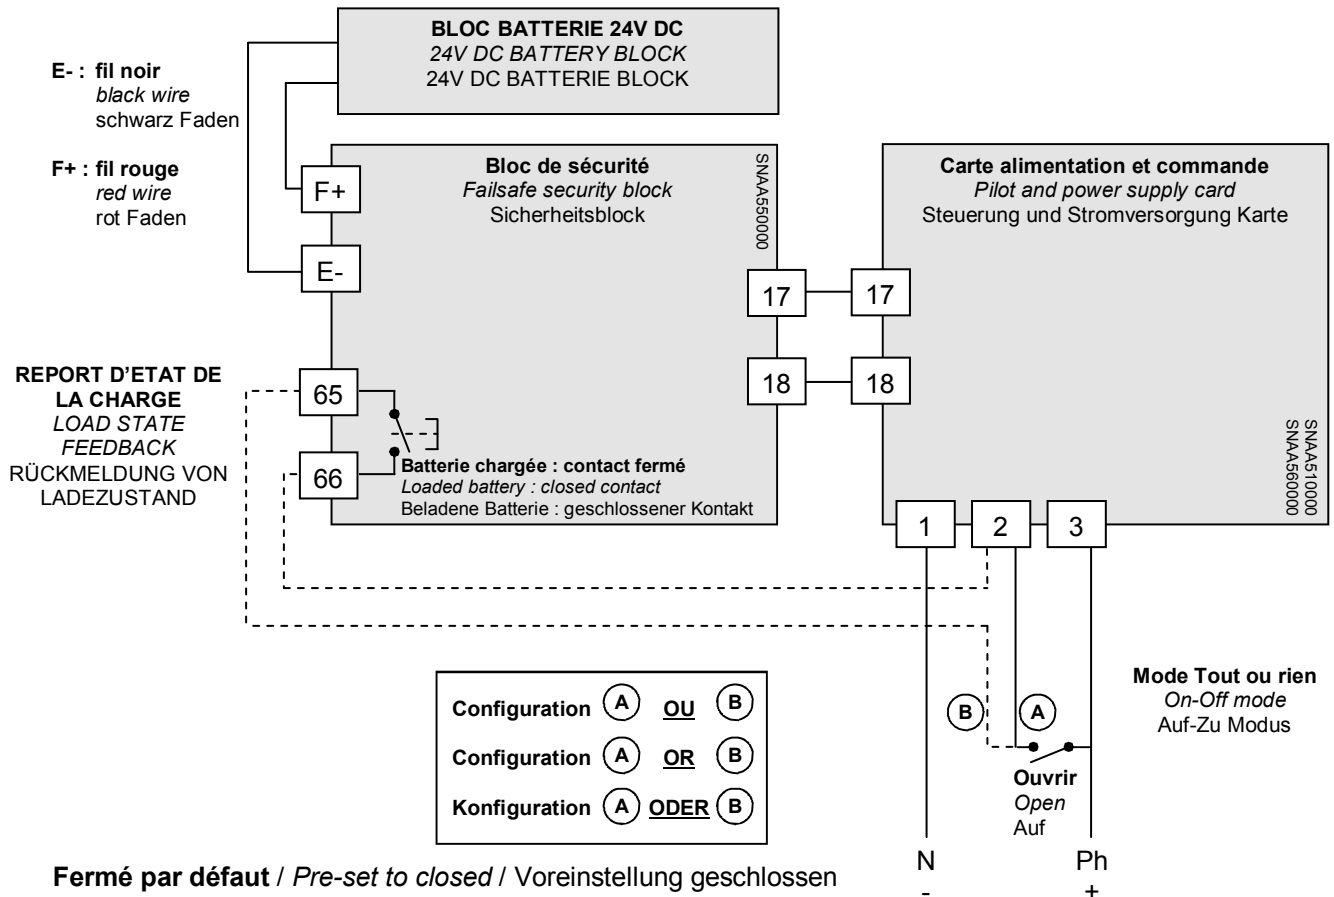 BLOC BATTERIE 24V DC
24V DC BATTERY BLOCK
24V DC BATTERIE BLOCK
E- : fil noir
black wire
schwarz Faden
F+ : fil rouge
red wire
rot Faden
F+
E-
Bloc de sécurité
Failsafe security block
Sicherheitsblock
SNAA550000
Carte alimentation et commande
Pilot and power supply card
Steuerung und Stromversorgung Karte
17
17
18
18
REPORT D'ETAT DE
LA CHARGE
LOAD STATE
FEEDBACK
RÜCKMELDUNG VON
LADEZUSTAND
65
66
Batterie chargée : contact fermé
Loaded battery : closed contact
Beladene Batterie : geschlossener Kontakt
SNAA510000
SNAA560000
1
2
3
Configuration A OU B
Configuration A OR B
Konfiguration A ODER B
B
A
Mode Tout ou rien
On-Off mode
Auf-Zu Modus
Ouvrir
Open
Auf
N
-
Ph
+
Fermé par défaut / Pre-set to closed / Voreinstellung geschlossen